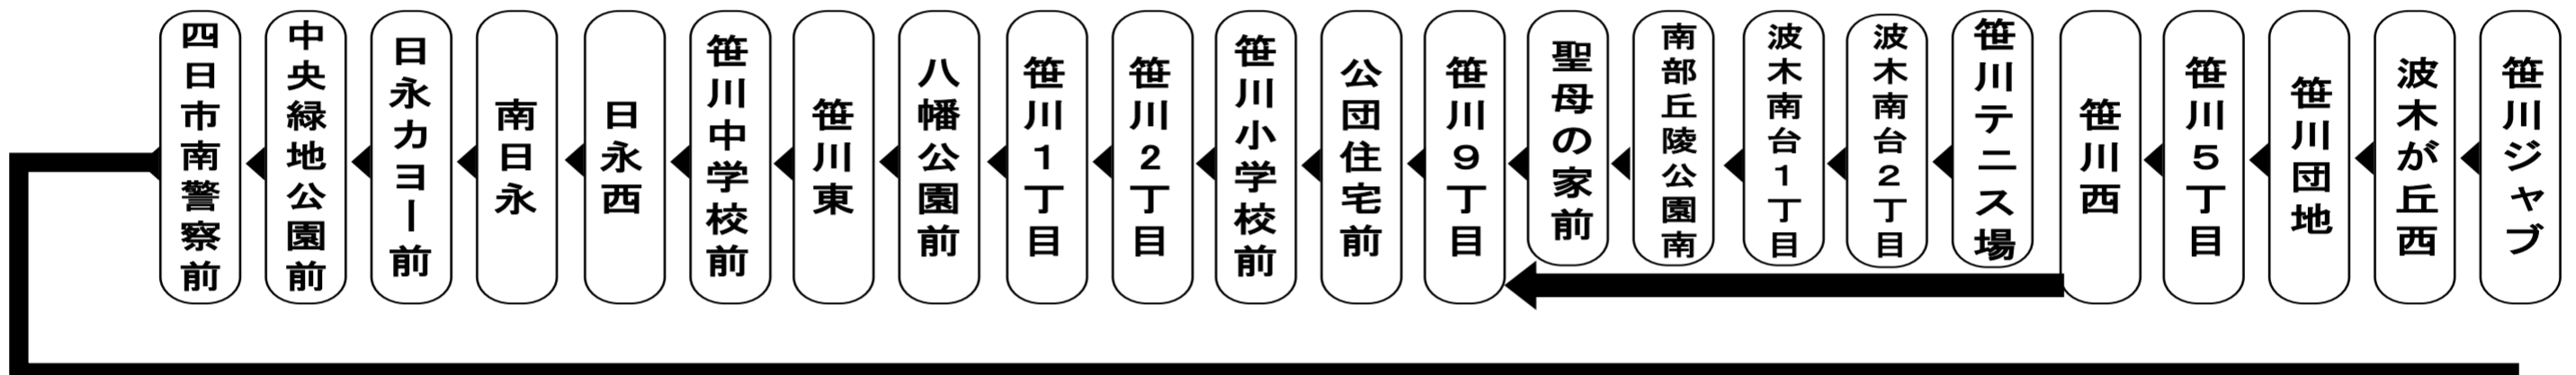 笹川ジャブ
波木が丘西
笹川団地
笹川5丁目
笹川西
笹川テニス場
波木南台2丁目
波木南台1丁目
南部丘陵公園南
聖母の家前
笹川9丁目
公団住宅前
笹川小学校前
笹川2丁目
笹川1丁目
八幡公園前
笹川東
笹川中学校前
日永西
南日永
日永カヨー前
中央緑地公園前
四日市南警察前